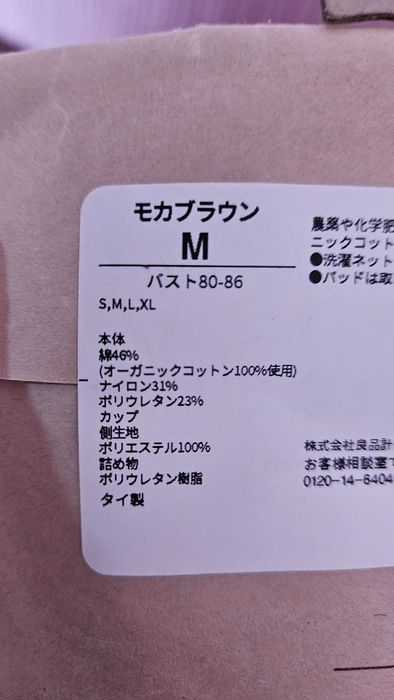 モカブラウン
M
バスト80-86
S,M,L,XL
本体
綿46%
(オーガニックコットン100%使用)
ナイロン31%
ポリウレタン23%
カップ
側生地
ポリエステル100%
詰め物
ポリウレタン樹脂
タイ製
農薬や化学肥
ニックコット
●洗濯ネット
●パッドは取
株式会社良品計
お客様相談室
0120-14-6404